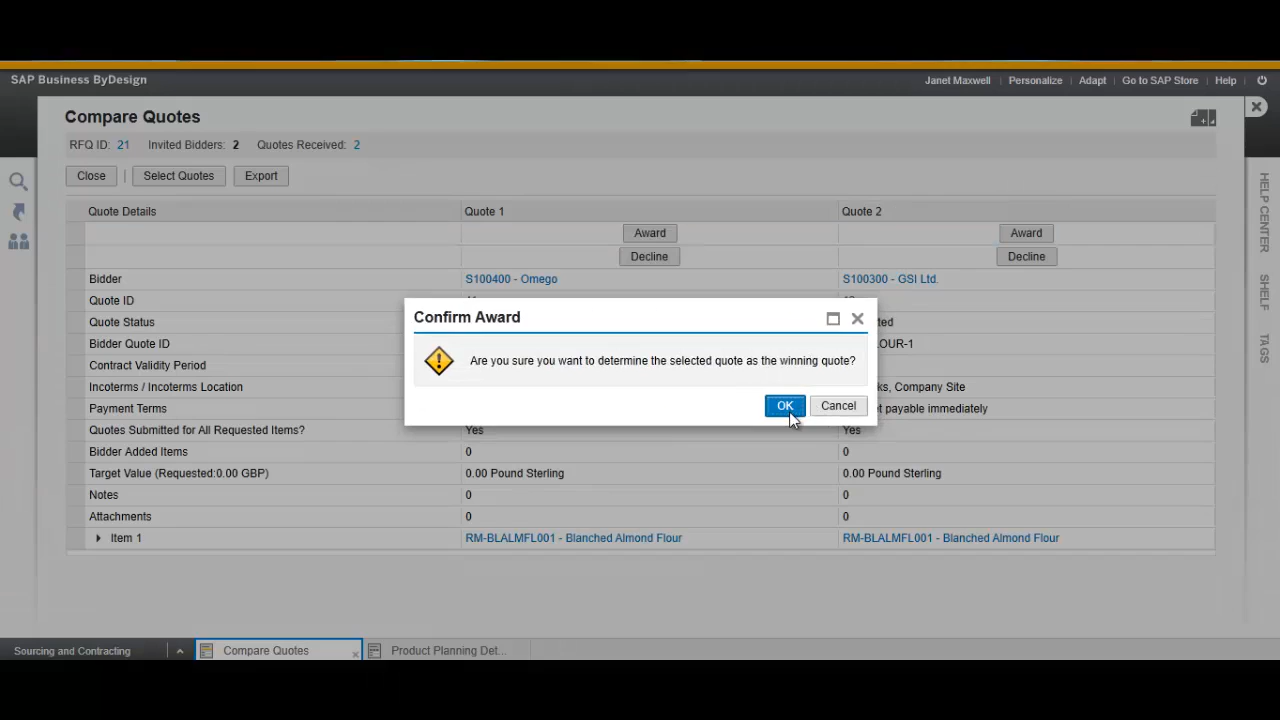 SAP Business ByDesign
Janet Maxwell Personalize Adapt Go to SAP Store Help
Compare Quotes
RFQ ID: 21 Invited Bidders: 2 Quotes Received: 2
Close Select Quotes Export
Quote Details Quote 1 Quote 2
Award Award
Decline Decline
Bidder S100400 - Omego S100300 - GSI Ltd.
Quote ID
Quote Status
Bidder Quote ID OUR-1
Contract Validity Period
Incoterms / Incoterms Location ks, Company Site
Payment Terms payable immediately
Quotes Submitted for All Requested Items? Yes Yes
Bidder Added Items 0 0
Target Value (Requested:0.00 GBP) 0.00 Pound Sterling 0.00 Pound Sterling
Notes 0 0
Attachments 0 0
Item 1 RM-BLALMFL001 - Blanched Almond Flour RM-BLALMFL001 - Blanched Almond Flour
Confirm Award
Are you sure you want to determine the selected quote as the winning quote?
OK Cancel
HELP CENTER
SHELF
TAGS
Sourcing and Contracting Compare Quotes Product Planning Det...